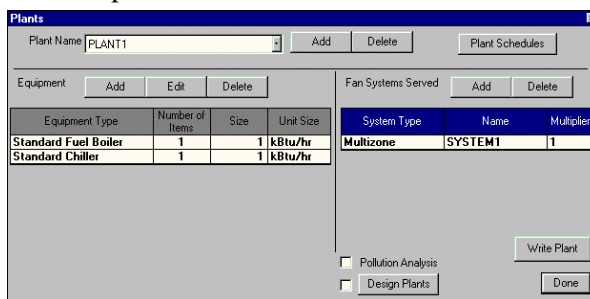 Plants
Plant Name PLANT1 Add Delete Plant Schedules
Equipment Add Edit Delete
Fan Systems Served Add Delete
Equipment Type Number of Items Size Unit Size
Standard Fuel Boiler 1 1 kBtu/hr
Standard Chiller 1 1 kBtu/hr
System Type Name Multiplier
Multizone SYSTEM1 1
Write Plant
Pollution Analysis
Design Plants Done